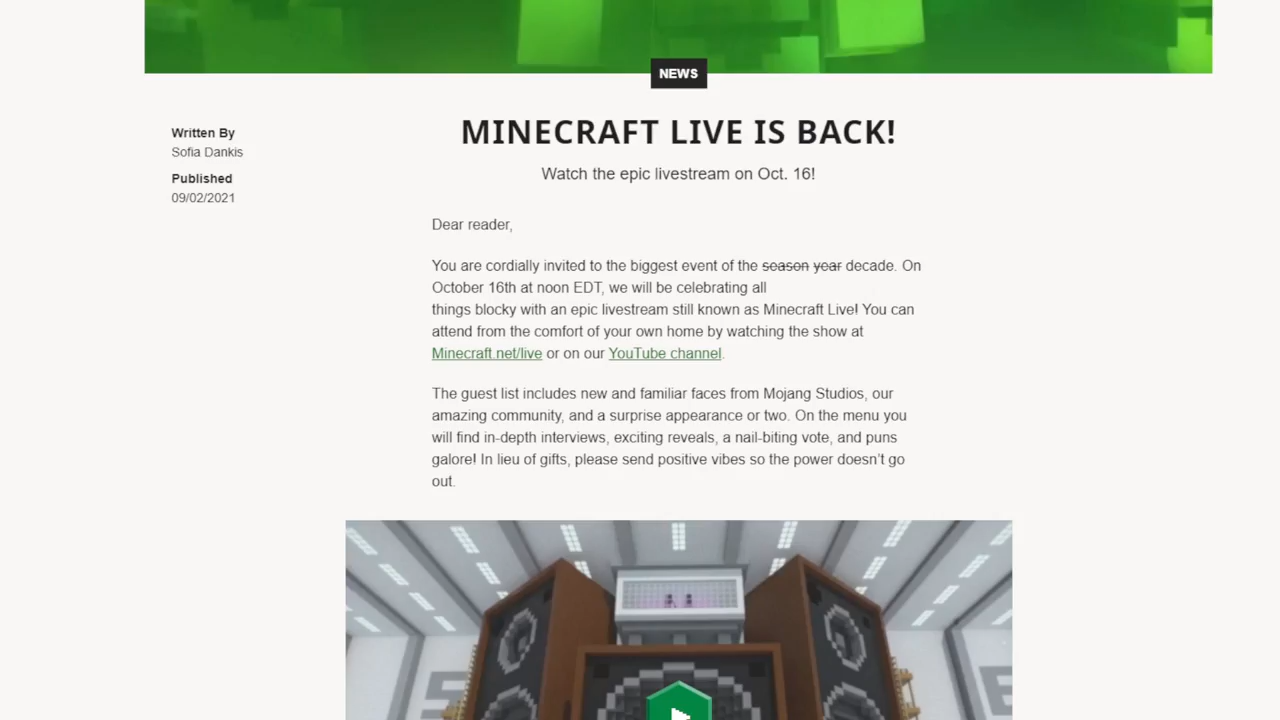 NEWS
Written By
Sofia Dankis
Published
09/02/2021
MINECRAFT LIVE IS BACK!
Watch the epic livestream on Oct. 16!
Dear reader,
You are cordially invited to the biggest event of the season year decade. On
October 16th at noon EDT, we will be celebrating all
things blocky with an epic livestream still known as Minecraft Live! You can
attend from the comfort of your own home by watching the show at
Minecraft.net/live or on our YouTube channel.
The guest list includes new and familiar faces from Mojang Studios, our
amazing community, and a surprise appearance or two. On the menu you
will find in-depth interviews, exciting reveals, a nail-biting vote, and puns
galore! In lieu of gifts, please send positive vibes so the power doesn’t go
out.